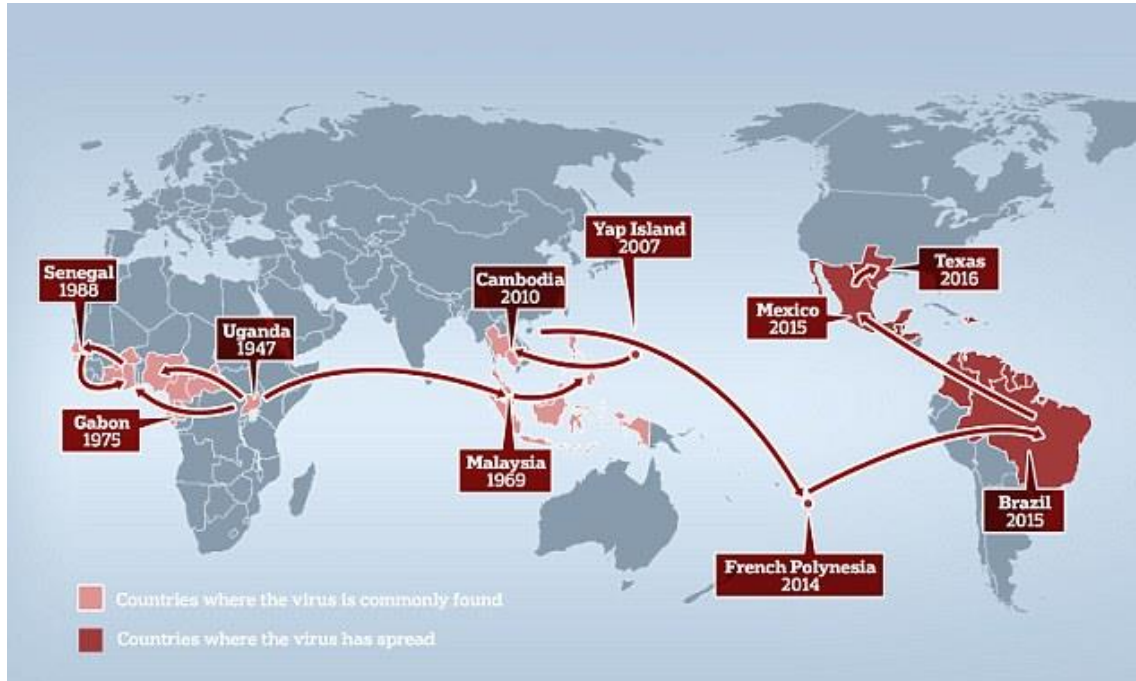 Yap Island
2007
Senegal
1988
Cambodia
2010
Texas
2016
Mexico
2015
Uganda
1947
Gabon
1975
Malaysia
1969
Brazil
2015
French Polynesia
2014
Countries where the virus is commonly found
Countries where the virus has spread